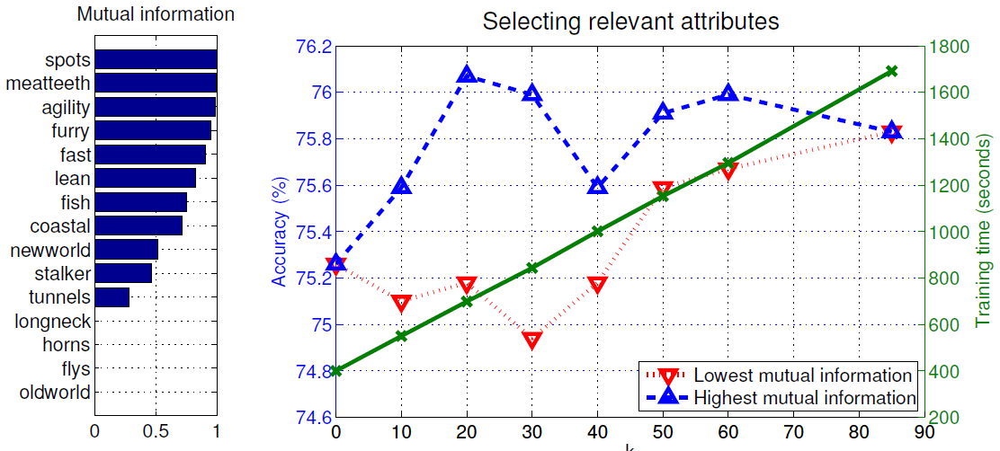 Mutual information
spots
meatteeth
agility
furry
fast
lean
fish
coastal
newworld
stalker
tunnels
longneck
horns
flys
oldworld
0 0.5 1
Selecting relevant attributes
Accuracy (%)
76.2
76
75.8
75.6
75.4
75.2
75
74.8
74.6
0 10 20 30 40 50 60 70 80 90
k
1800
1600
1400
1200
1000
800
600
400
200
Training time (seconds)
Lowest mutual information
Highest mutual information